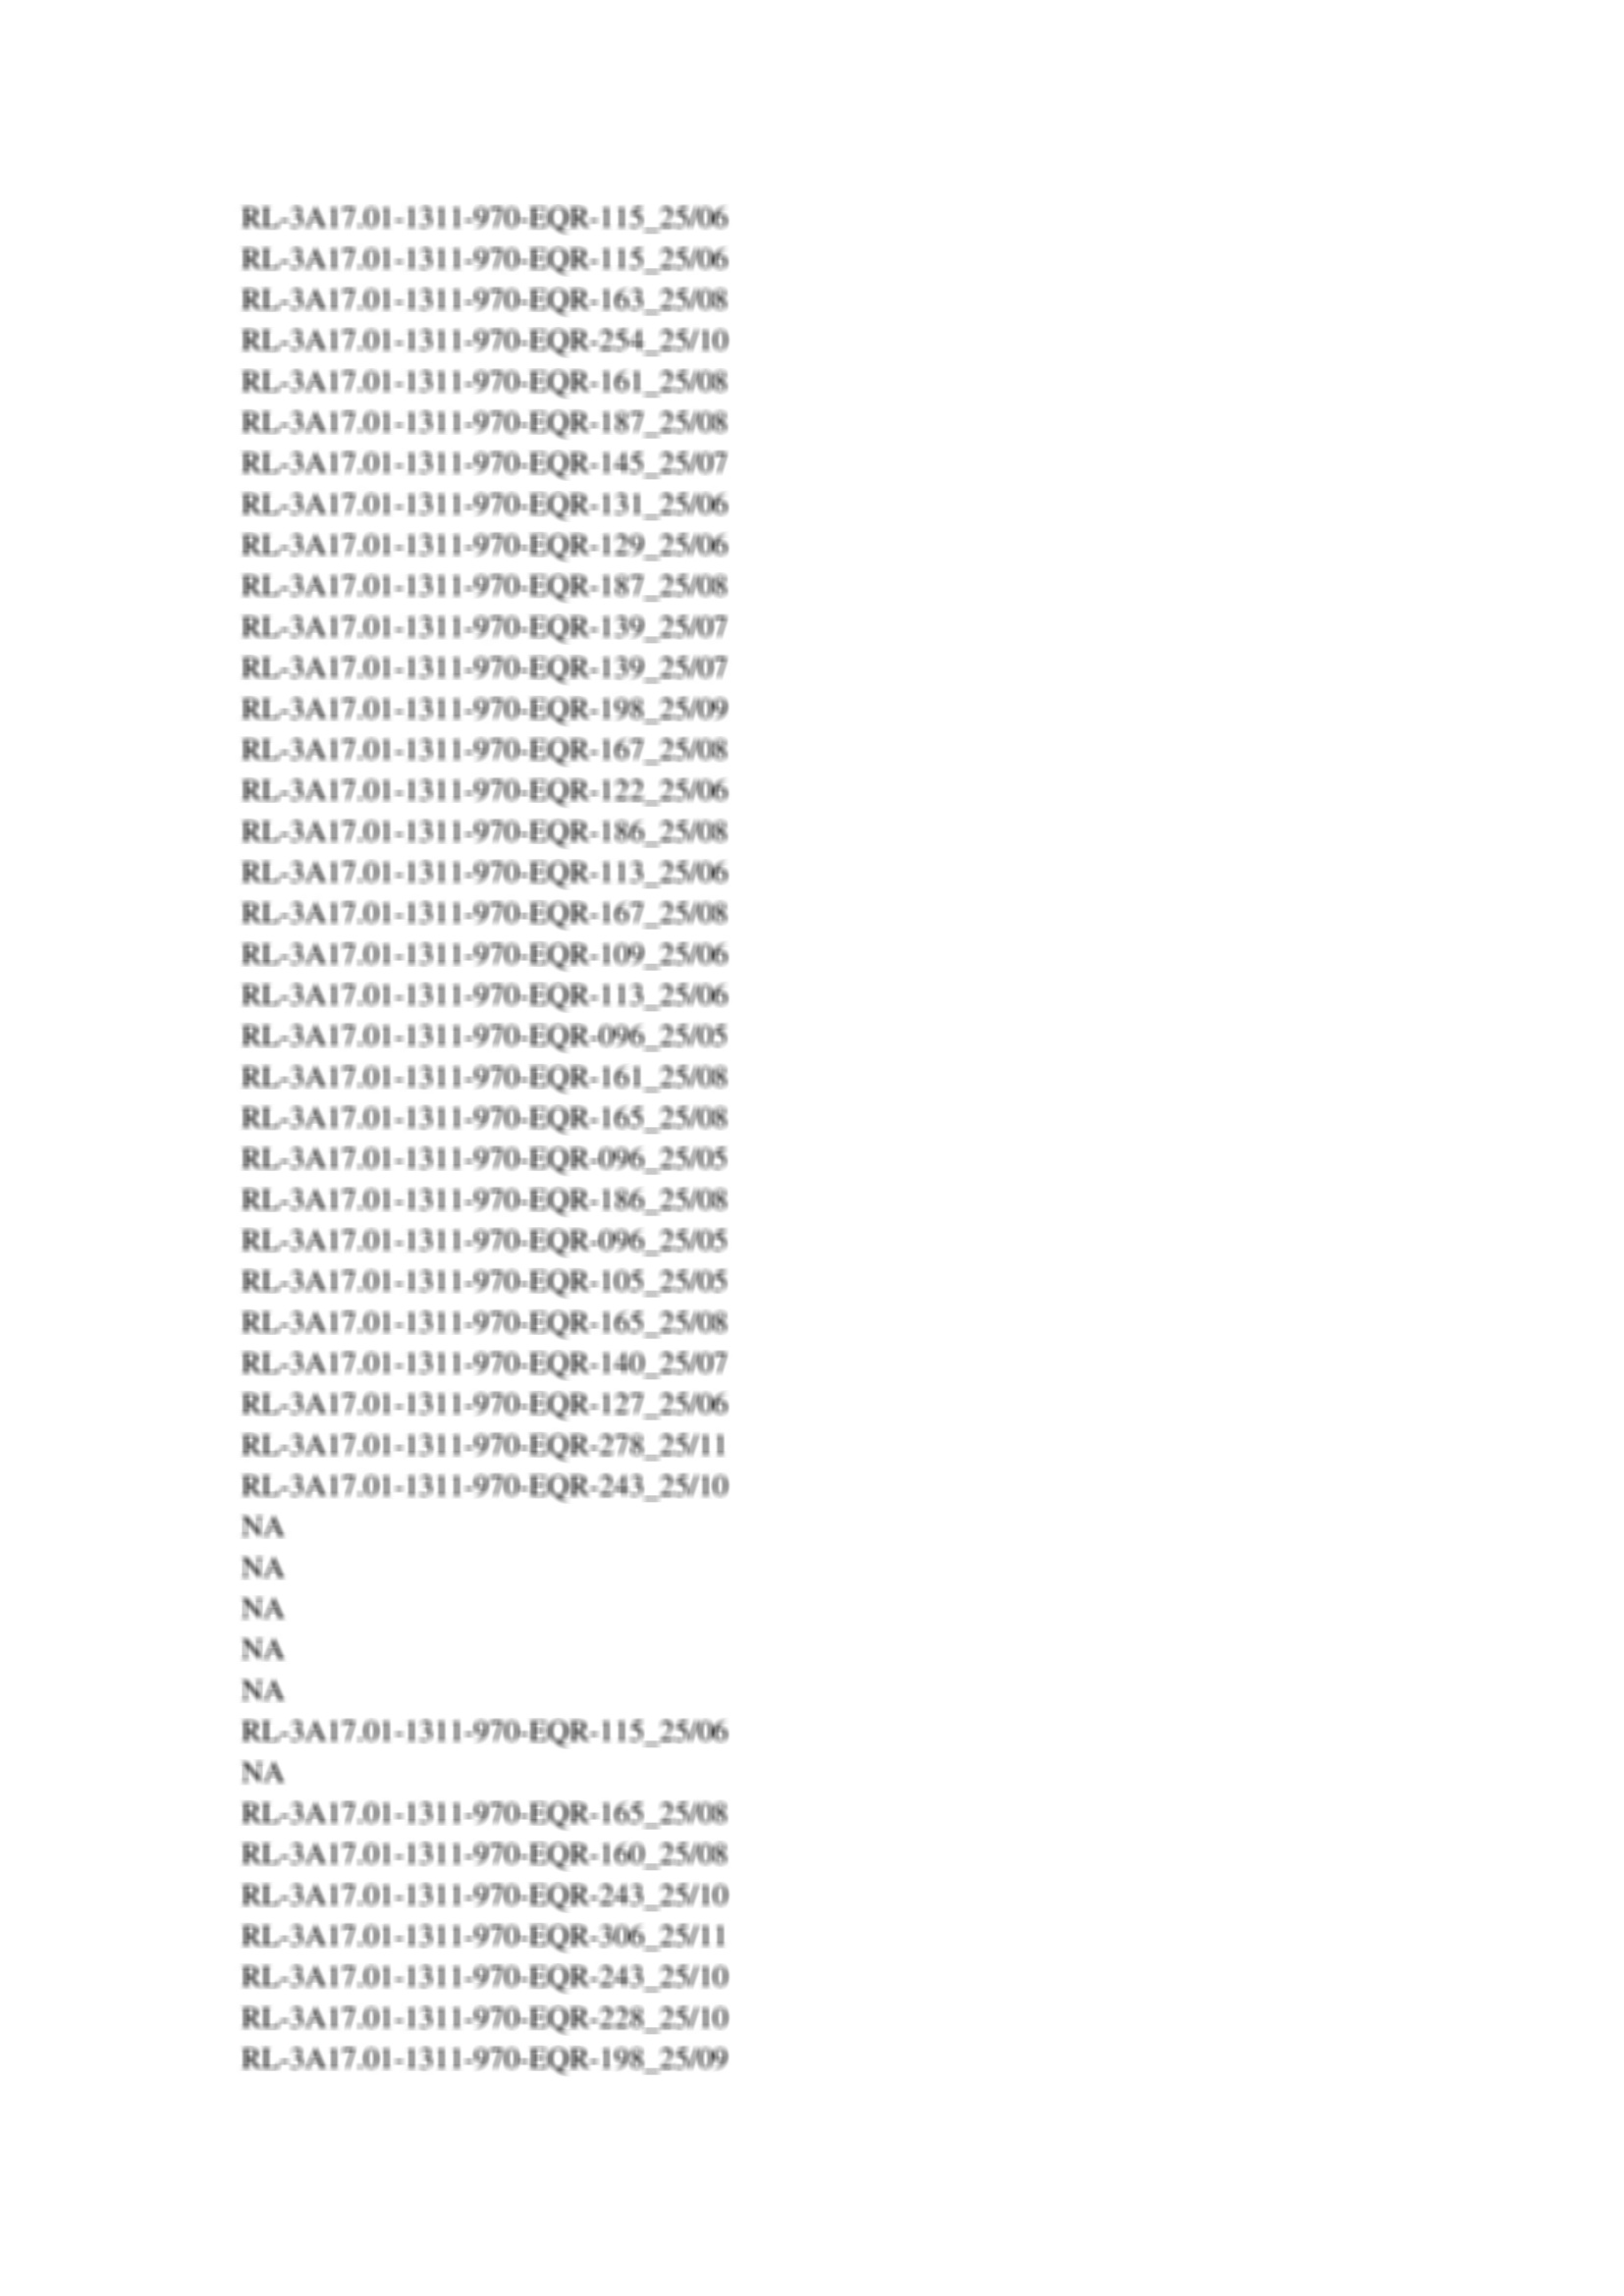 RL-3A17.01-1311-970-EQR-115_25/06
RL-3A17.01-1311-970-EQR-115_25/06
RL-3A17.01-1311-970-EQR-163_25/08
RL-3A17.01-1311-970-EQR-254_25/10
RL-3A17.01-1311-970-EQR-161_25/08
RL-3A17.01-1311-970-EQR-187_25/08
RL-3A17.01-1311-970-EQR-145_25/07
RL-3A17.01-1311-970-EQR-131_25/06
RL-3A17.01-1311-970-EQR-129_25/06
RL-3A17.01-1311-970-EQR-187_25/08
RL-3A17.01-1311-970-EQR-139_25/07
RL-3A17.01-1311-970-EQR-139_25/07
RL-3A17.01-1311-970-EQR-198_25/09
RL-3A17.01-1311-970-EQR-167_25/08
RL-3A17.01-1311-970-EQR-122_25/06
RL-3A17.01-1311-970-EQR-186_25/08
RL-3A17.01-1311-970-EQR-113_25/06
RL-3A17.01-1311-970-EQR-167_25/08
RL-3A17.01-1311-970-EQR-109_25/06
RL-3A17.01-1311-970-EQR-113_25/06
RL-3A17.01-1311-970-EQR-096_25/05
RL-3A17.01-1311-970-EQR-161_25/08
RL-3A17.01-1311-970-EQR-165_25/08
RL-3A17.01-1311-970-EQR-096_25/05
RL-3A17.01-1311-970-EQR-186_25/08
RL-3A17.01-1311-970-EQR-096_25/05
RL-3A17.01-1311-970-EQR-105_25/05
RL-3A17.01-1311-970-EQR-165_25/08
RL-3A17.01-1311-970-EQR-140_25/07
RL-3A17.01-1311-970-EQR-127_25/06
RL-3A17.01-1311-970-EQR-278_25/11
RL-3A17.01-1311-970-EQR-243_25/10
NA
NA
NA
NA
NA
RL-3A17.01-1311-970-EQR-115_25/06
NA
RL-3A17.01-1311-970-EQR-165_25/08
RL-3A17.01-1311-970-EQR-160_25/08
RL-3A17.01-1311-970-EQR-243_25/10
RL-3A17.01-1311-970-EQR-306_25/11
RL-3A17.01-1311-970-EQR-243_25/10
RL-3A17.01-1311-970-EQR-228_25/10
RL-3A17.01-1311-970-EQR-198_25/09